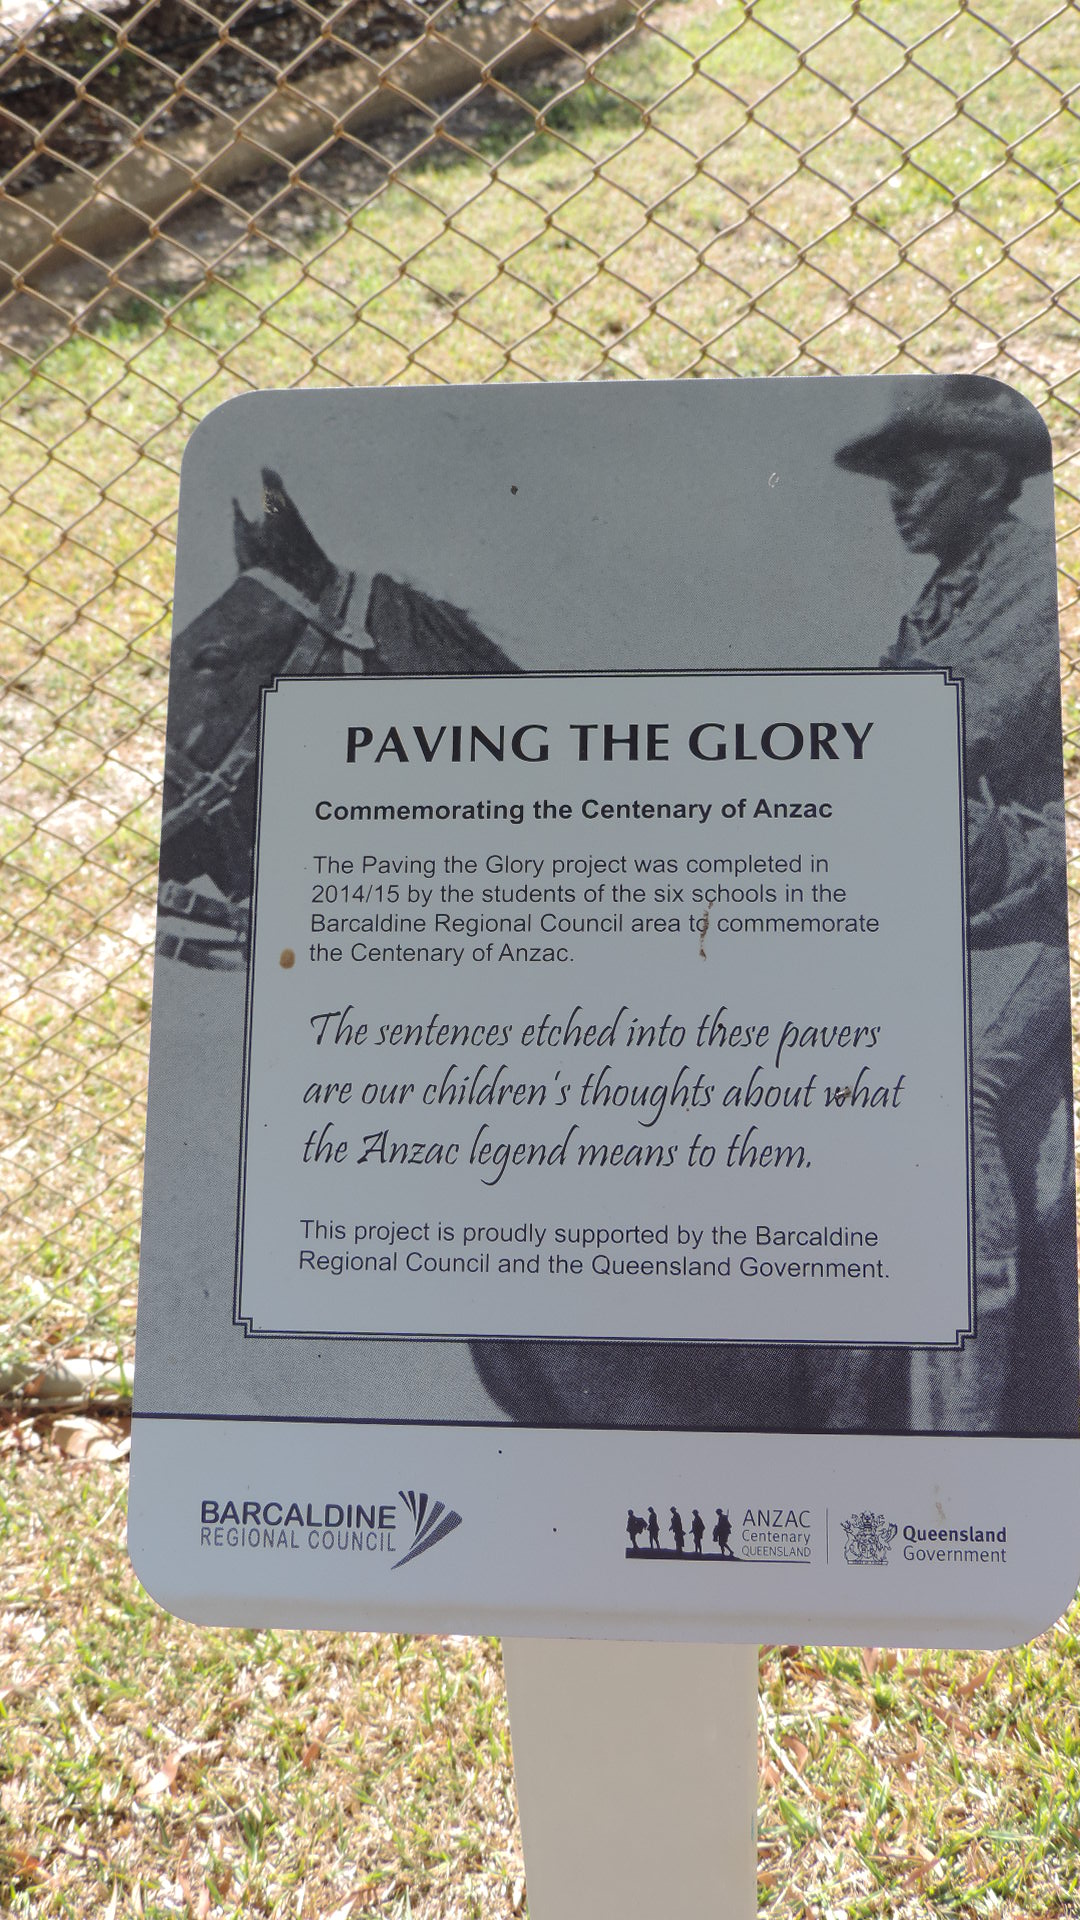 PAVING THE GLORY
Commemorating the Centenary of Anzac
The Paving the Glory project was completed in
2014/15 by the students of the six schools in the
Barcaldine Regional Council area to commemorate
the Centenary of Anzac.
The sentences etched into these pavers
are our children's thoughts about what
the Anzac legend means to them.
This project is proudly supported by the Barcaldine
Regional Council and the Queensland Government.
BARCALDINE
REGIONAL COUNCIL
ANZAC
Centenary
QUEENSLAND
Queensland
Government